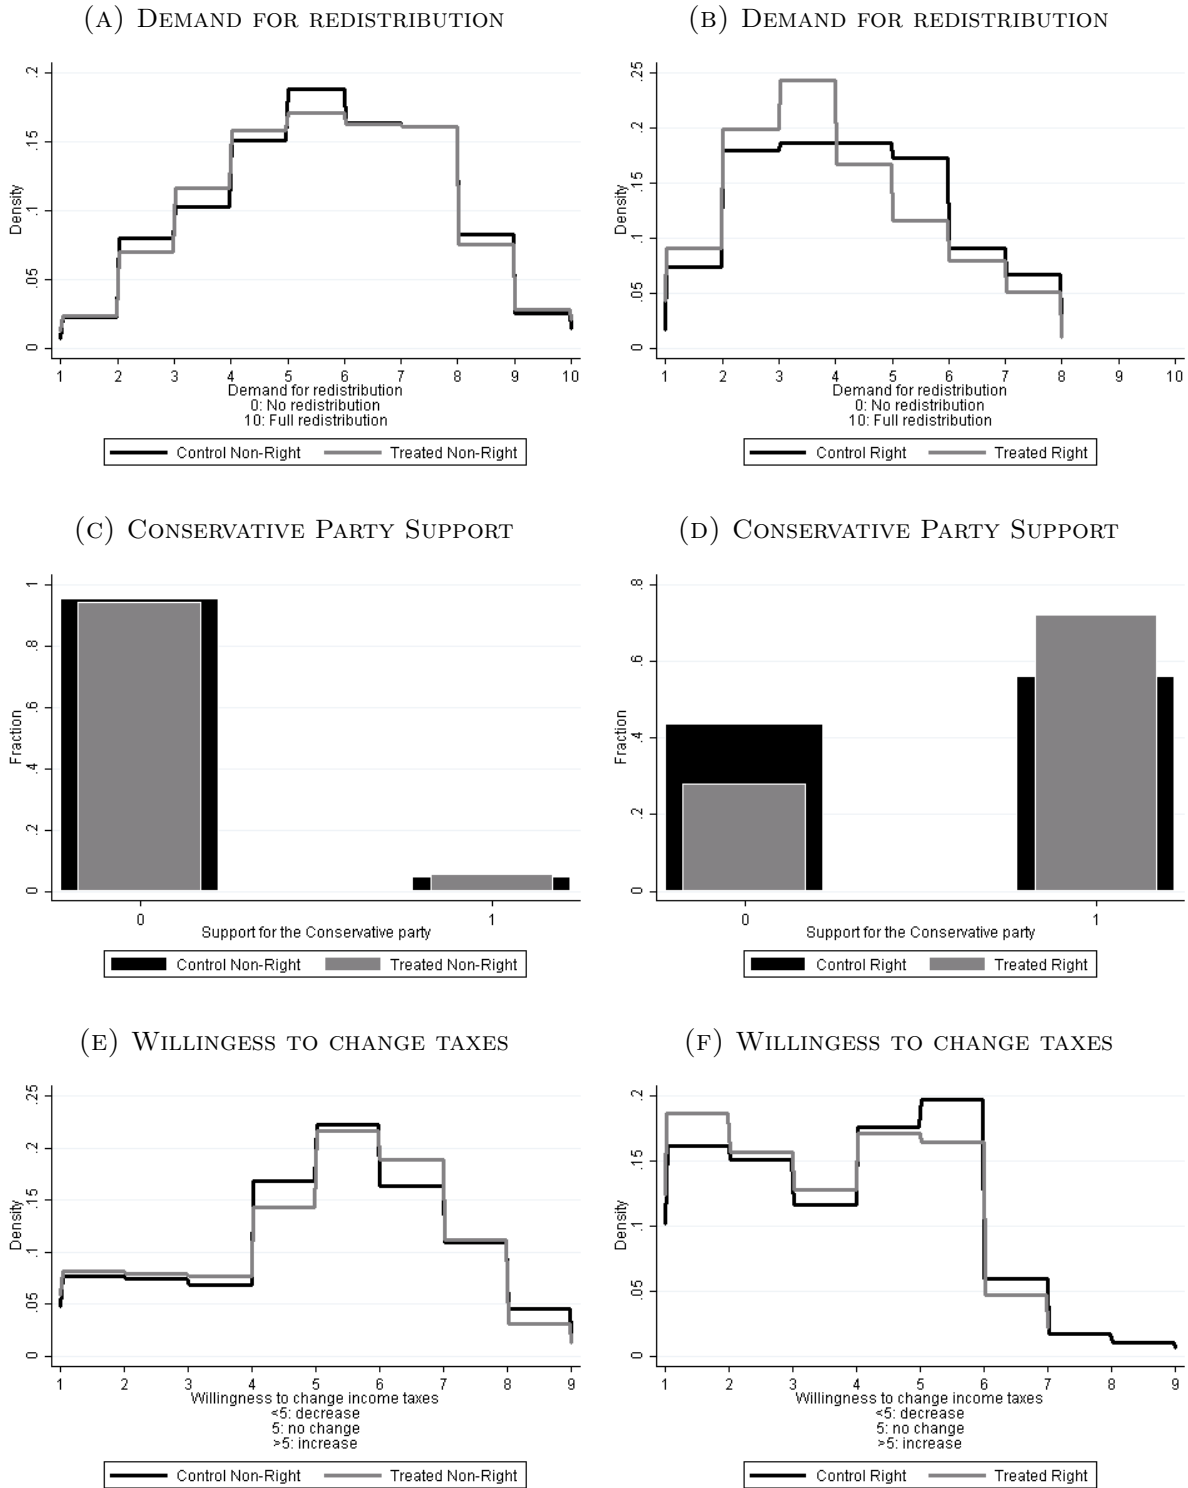 (A) DEMAND FOR REDISTRIBUTION
.2
.15
.1
.05
0
Density
1 2 3 4 5 6 7 8 9 10
Demand for redistribution
0: No redistribution
10: Full redistribution
Control Non-Right Treated Non-Right
(B) DEMAND FOR REDISTRIBUTION
.25
.2
.15
.1
.05
0
Density
1 2 3 4 5 6 7 8 9 10
Demand for redistribution
0: No redistribution
10: Full redistribution
Control Right Treated Right
(C) CONSERVATIVE PARTY SUPPORT
1
.8
.6
.4
.2
0
Fraction
0 1
Support for the Conservative party
Control Non-Right Treated Non-Right
(D) CONSERVATIVE PARTY SUPPORT
.8
.6
.4
.2
0
Fraction
0 1
Support for the Conservative party
Control Right Treated Right
(E) WILLINGESS TO CHANGE TAXES
.25
.2
.15
.1
.05
0
Density
1 2 3 4 5 6 7 8 9
Willingness to change income taxes
<5: decrease
5: no change
>5: increase
Control Non-Right Treated Non-Right
(F) WILLINGESS TO CHANGE TAXES
.2
.15
.1
.05
0
Density
1 2 3 4 5 6 7 8 9
Willingness to change income taxes
<5: decrease
5: no change
>5: increase
Control Right Treated Right